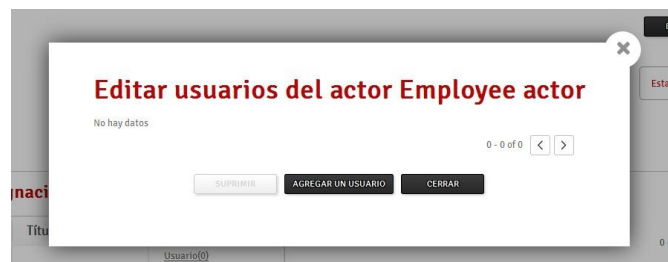 Editar usuarios del actor Employee actor
No hay datos
0 - 0 of 0
SUPRIMIR
AGREGAR UN USUARIO
CERRAR
Usuario(0)
0